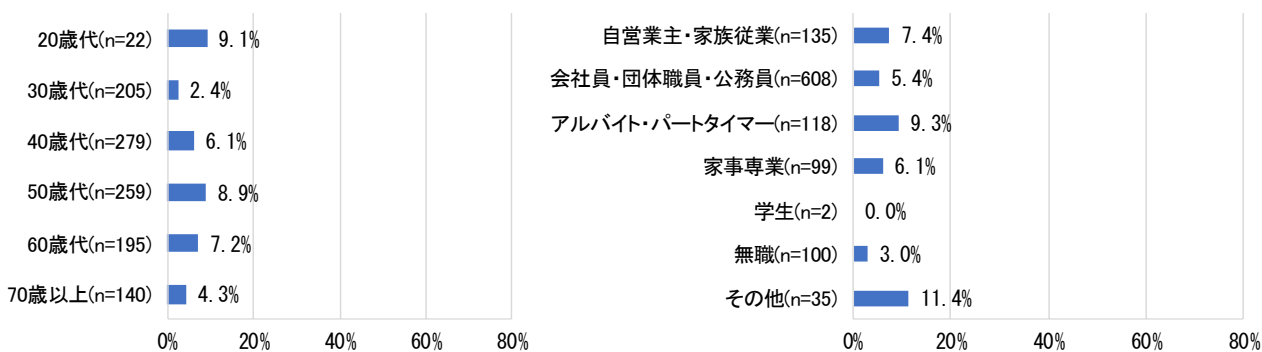 20歳代(n=22) 9.1%
30歳代(n=205) 2.4%
40歳代(n=279) 6.1%
50歳代(n=259) 8.9%
60歳代(n=195) 7.2%
70歳以上(n=140) 4.3%
0% 20% 40% 60% 80%
自営業主・家族従業(n=135) 7.4%
会社員・団体職員・公務員(n=608) 5.4%
アルバイト・パートタイマー(n=118) 9.3%
家事専業(n=99) 6.1%
学生(n=2) 0.0%
無職(n=100) 3.0%
その他(n=35) 11.4%
0% 20% 40% 60% 80%